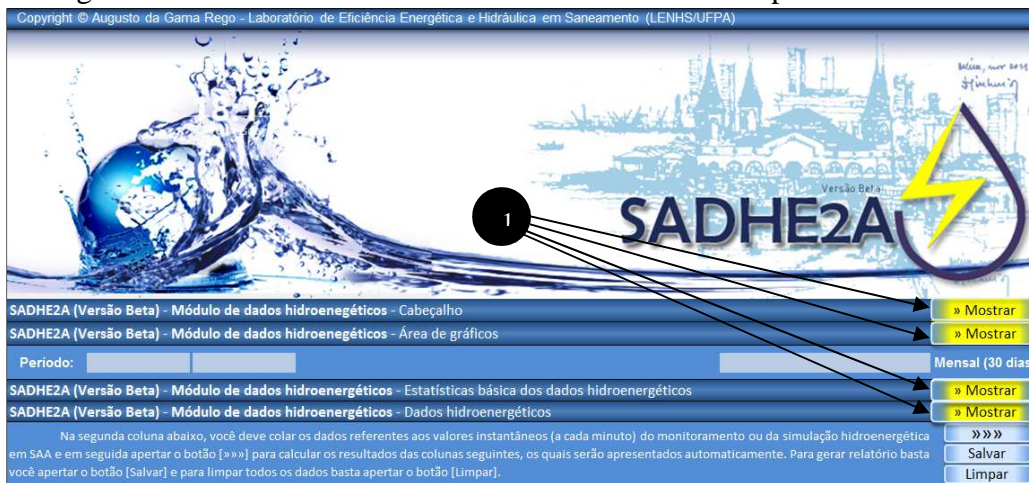 Copyright © Augusto da Gama Rego - Laboratório de Eficiência Energética e Hidráulica em Saneamento (LENHS/UFPA)
Versão Beta
SADHE2A
1
SADHE2A (Versão Beta) - Módulo de dados hidroenegéticos - Cabeçalho » Mostrar
SADHE2A (Versão Beta) - Módulo de dados hidroenergéticos - Área de gráficos » Mostrar
Período: Mensal (30 dias
SADHE2A (Versão Beta) - Módulo de dados hidroenergéticos - Estatísticas básica dos dados hidroenergéticos » Mostrar
SADHE2A (Versão Beta) - Módulo de dados hidroenergéticos - Dados hidroenergéticos » Mostrar
Na segunda coluna abaixo, você deve colar os dados referentes aos valores instantâneos (a cada minuto) do monitoramento ou da simulação hidroenergética »»»
em SAA e em seguida apertar o botão [»»»] para calcular os resultados das colunas seguintes, os quais serão apresentados automaticamente. Para gerar relatório basta Salvar
você apertar o botão [Salvar] e para limpar todos os dados basta apertar o botão [Limpar]. Limpar